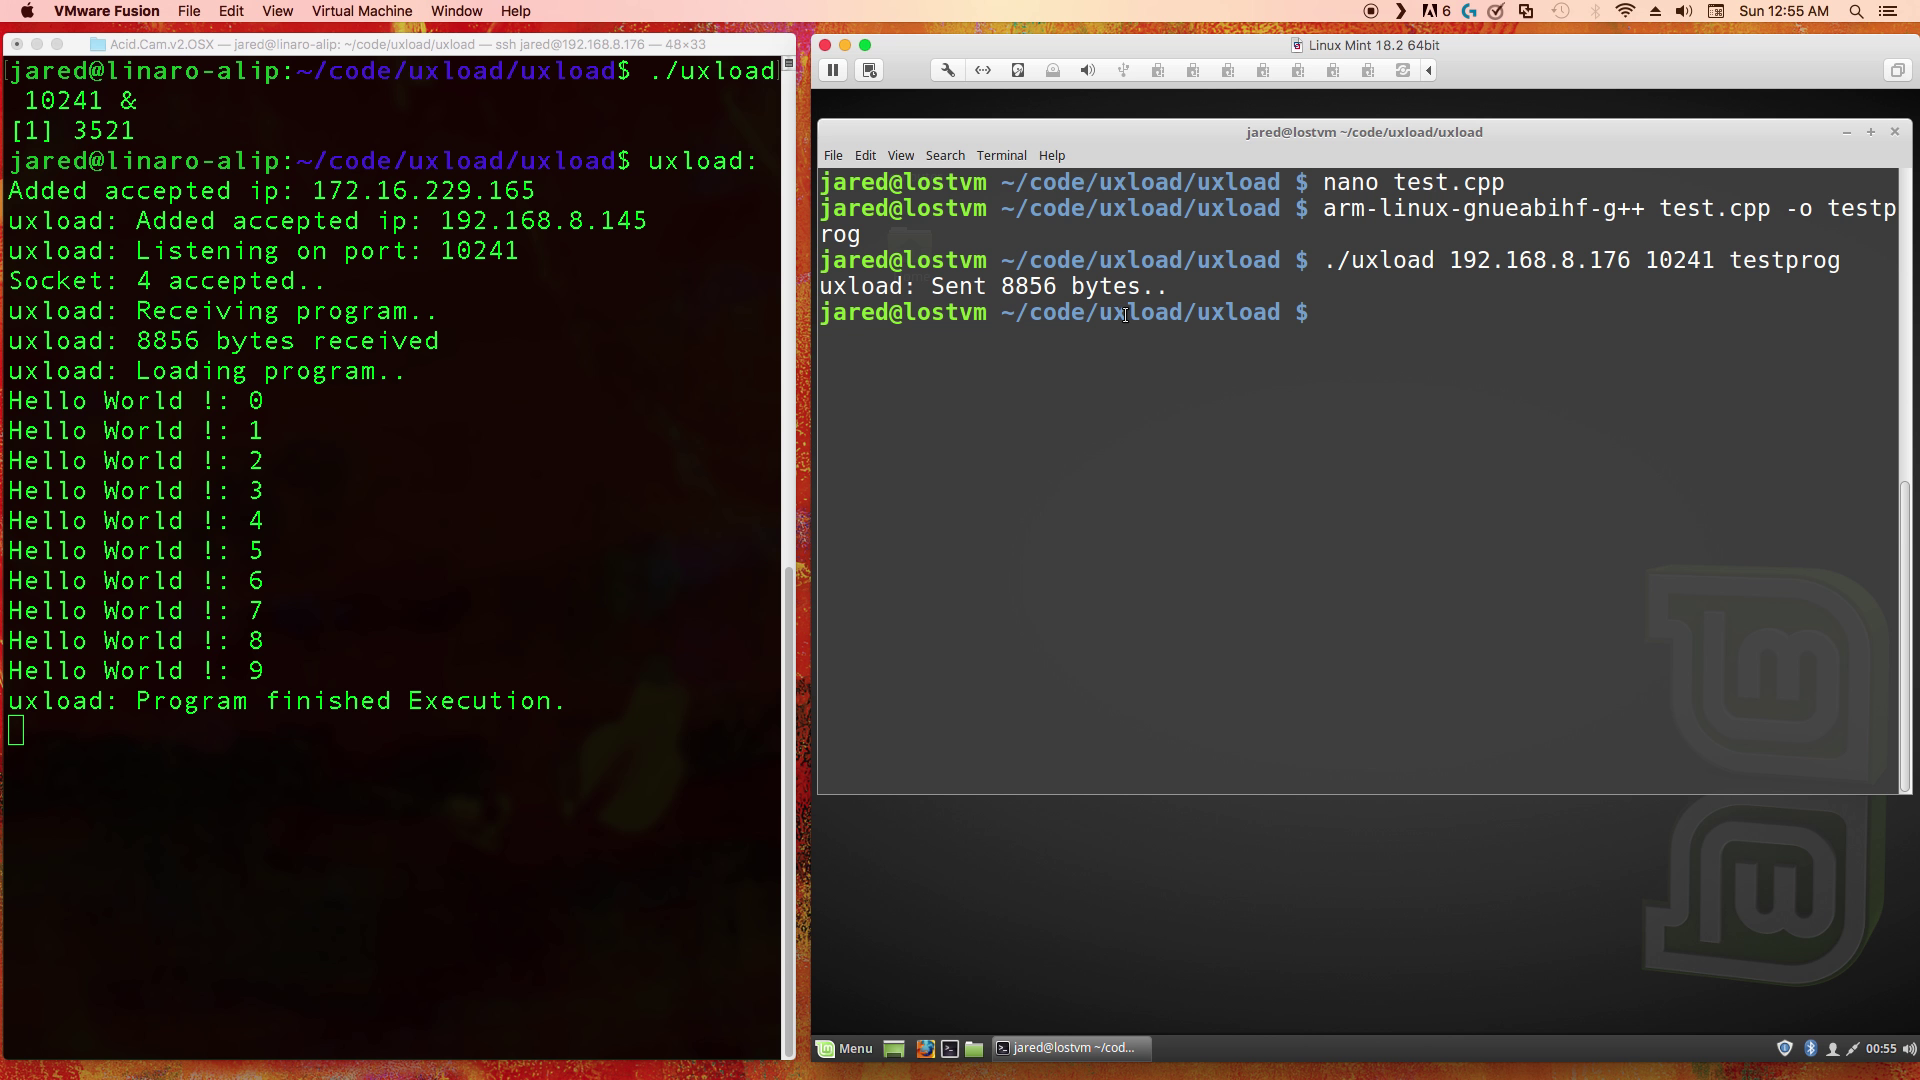 VMware Fusion File Edit View Virtual Machine Window Help
6 Sun 12:55 AM
Acid.Cam.v2.OSX — jared@linaro-alip: ~/code/uxload/uxload — ssh jared@192.168.8.176 — 48×33
jared@linaro-alip:~/code/uxload/uxload$ ./uxload
10241 &
[1] 3521
jared@linaro-alip:~/code/uxload/uxload$ uxload:
Added accepted ip: 172.16.229.165
uxload: Added accepted ip: 192.168.8.145
uxload: Listening on port: 10241
Socket: 4 accepted..
uxload: Receiving program..
uxload: 8856 bytes received
uxload: Loading program..
Hello World !: 0
Hello World !: 1
Hello World !: 2
Hello World !: 3
Hello World !: 4
Hello World !: 5
Hello World !: 6
Hello World !: 7
Hello World !: 8
Hello World !: 9
uxload: Program finished Execution.
Linux Mint 18.2 64bit
jared@lostvm ~/code/uxload/uxload
File Edit View Search Terminal Help
jared@lostvm ~/code/uxload/uxload $ nano test.cpp
jared@lostvm ~/code/uxload/uxload $ arm-linux-gnueabihf-g++ test.cpp -o testp
rog
jared@lostvm ~/code/uxload/uxload $ ./uxload 192.168.8.176 10241 testprog
uxload: Sent 8856 bytes..
jared@lostvm ~/code/uxload/uxload $
Menu jared@lostvm ~/cod... 00:55